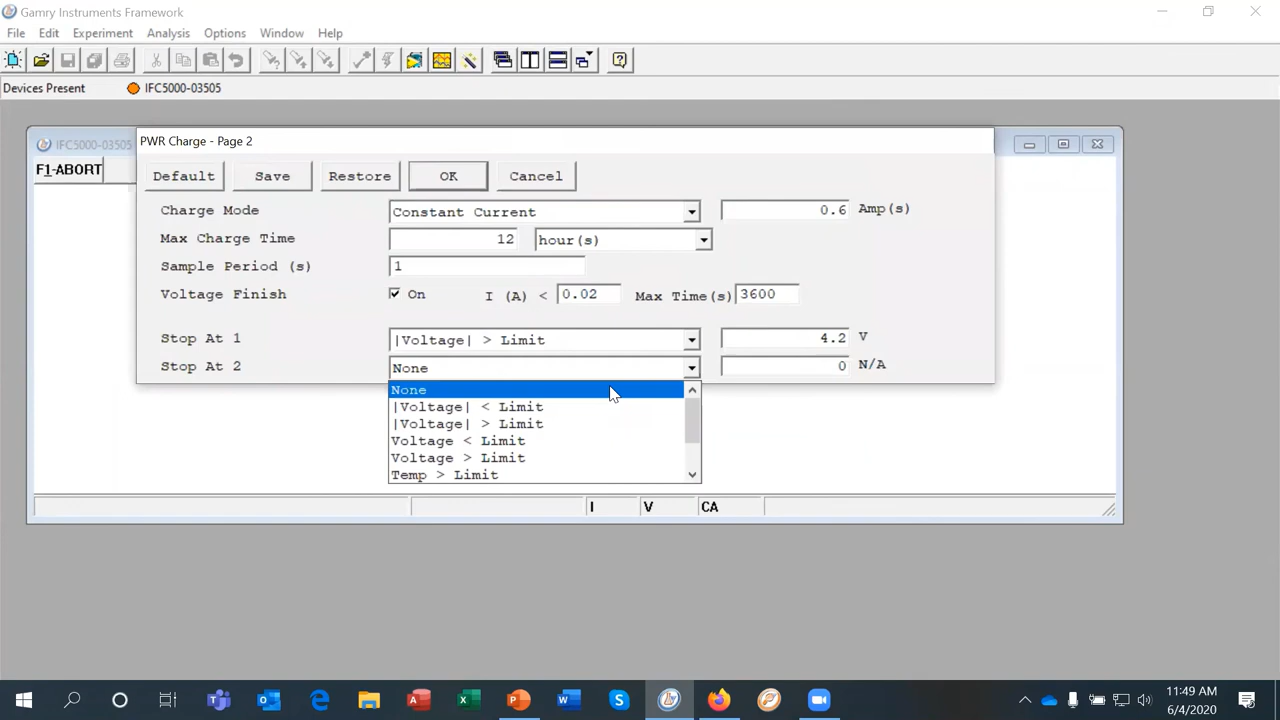 Gamry Instruments Framework
File Edit Experiment Analysis Options Window Help
Devices Present IFC5000-03505
IFC5000-03505 PWR Charge - Page 2
F1-ABORT
Default Save Restore OK Cancel
Charge Mode Constant Current 0.6 Amp(s)
Max Charge Time 12 hour(s)
Sample Period (s) 1
Voltage Finish On I (A) < 0.02 Max Time(s) 3600
Stop At 1 |Voltage| > Limit 4.2 V
Stop At 2 None 0 N/A
None
|Voltage| < Limit
|Voltage| > Limit
Voltage < Limit
Voltage > Limit
Temp > Limit
I V CA
11:49 AM
6/4/2020